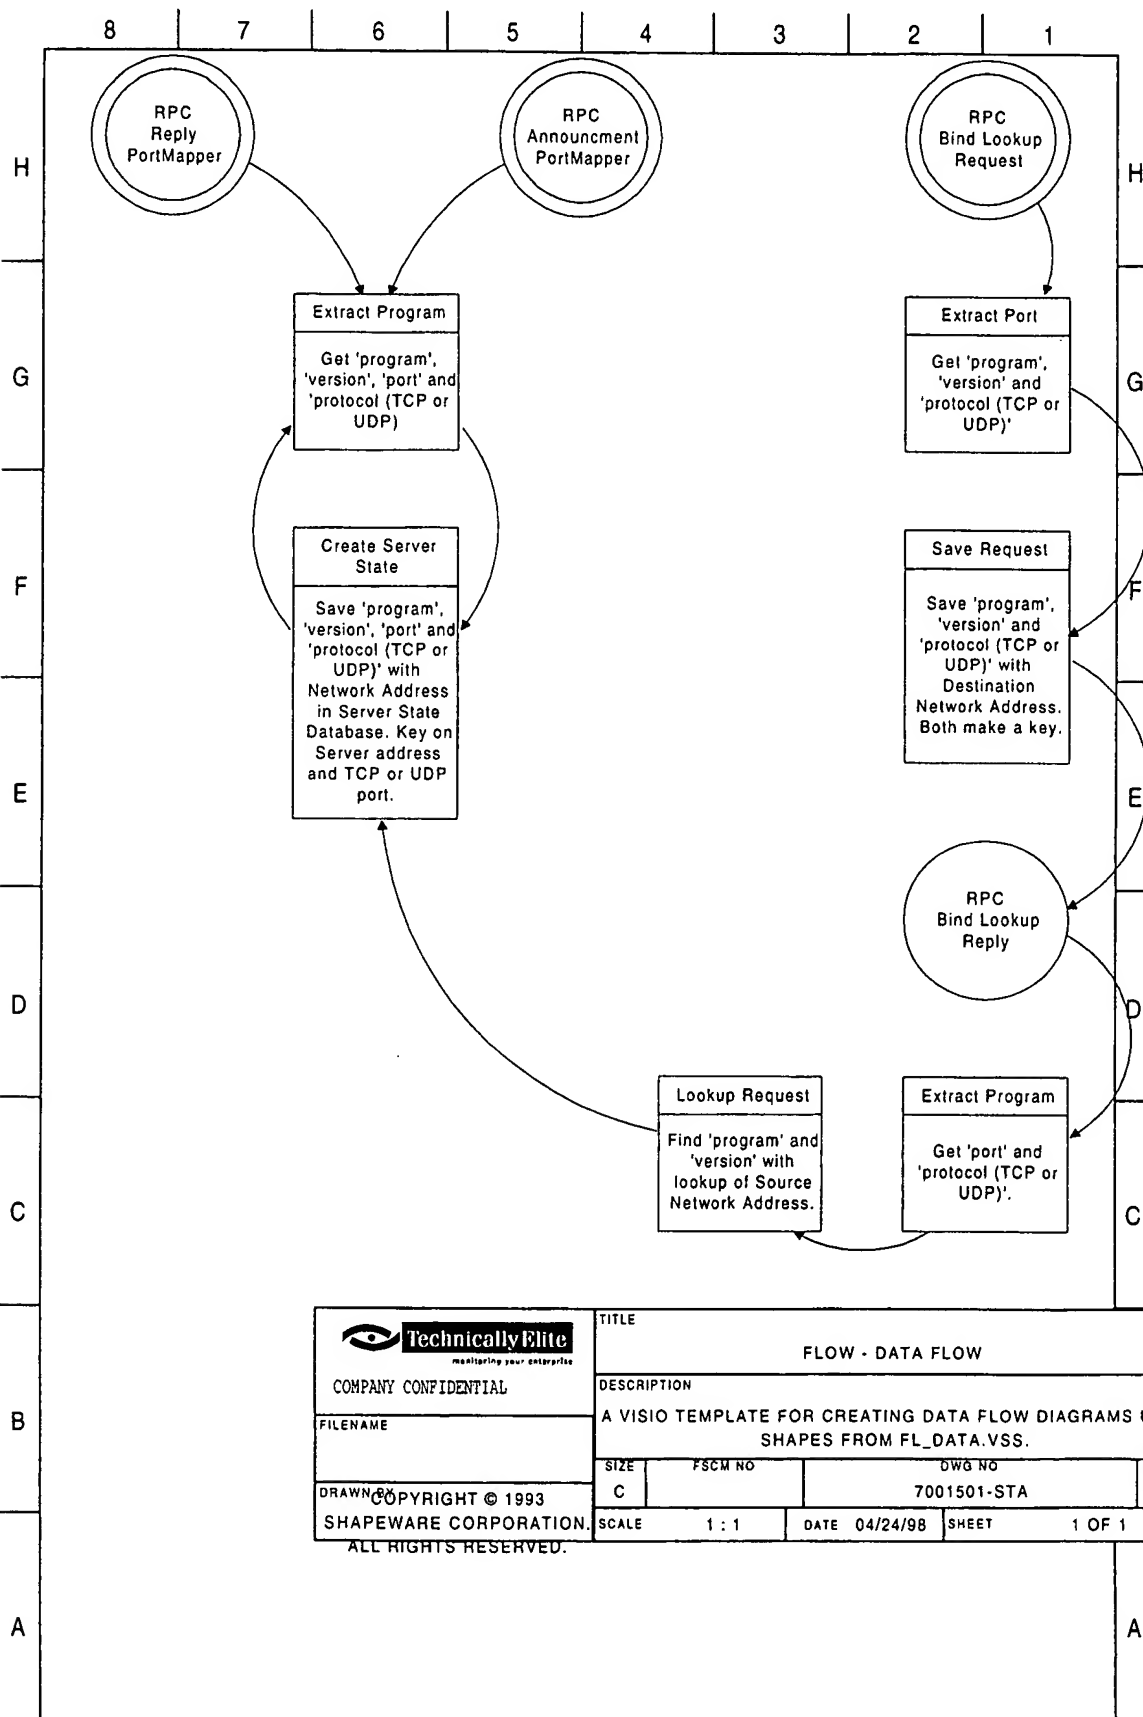 8 7 6 5 4 3 2 1
RPC
Reply
PortMapper
RPC
Announcment
PortMapper
RPC
Bind Lookup
Request
H
H
Extract Program
Get 'program',
'version', 'port' and
'protocol (TCP or
UDP)
Extract Port
Get 'program',
'version' and
'protocol (TCP or
UDP)'
G
G
Create Server
State
Save 'program',
'version', 'port' and
'protocol (TCP or
UDP)' with
Network Address
in Server State
Database. Key on
Server address
and TCP or UDP
port.
Save Request
Save 'program',
'version' and
'protocol (TCP or
UDP)' with
Destination
Network Address.
Both make a key.
F
F
E
E
RPC
Bind Lookup
Reply
D
D
Lookup Request
Find 'program' and
'version' with
lookup of Source
Network Address.
Extract Program
Get 'port' and
'protocol (TCP or
UDP)'.
C
C
Technically Elite
monitoring your enterprise
COMPANY CONFIDENTIAL
FILENAME
DRAWN BY
COPYRIGHT © 1993
SHAPEWARE CORPORATION.
ALL RIGHTS RESERVED.
TITLE
FLOW - DATA FLOW
DESCRIPTION
A VISIO TEMPLATE FOR CREATING DATA FLOW DIAGRAMS
SHAPES FROM FL_DATA.VSS.
SIZE
C
FSCM NO
DWG NO
7001501-STA
SCALE 1 : 1
DATE 04/24/98
SHEET 1 OF 1
B
A
A